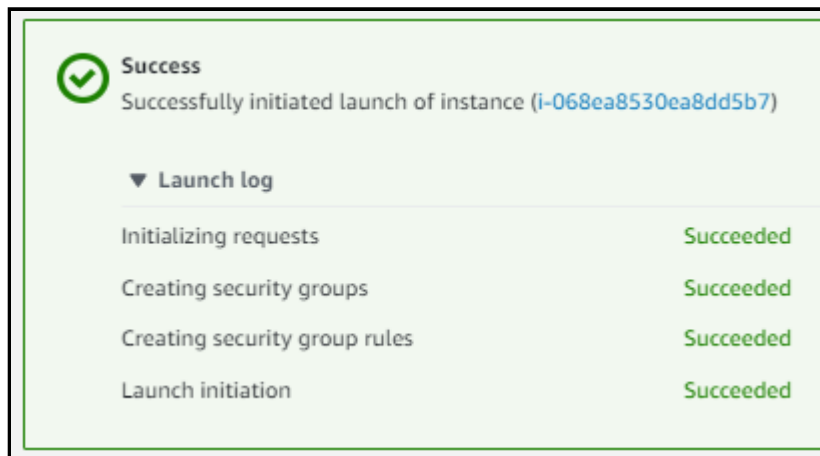 Success
Successfully initiated launch of instance (i-068ea8530ea8dd5b7)
Launch log
Initializing requests Succeeded
Creating security groups Succeeded
Creating security group rules Succeeded
Launch initiation Succeeded